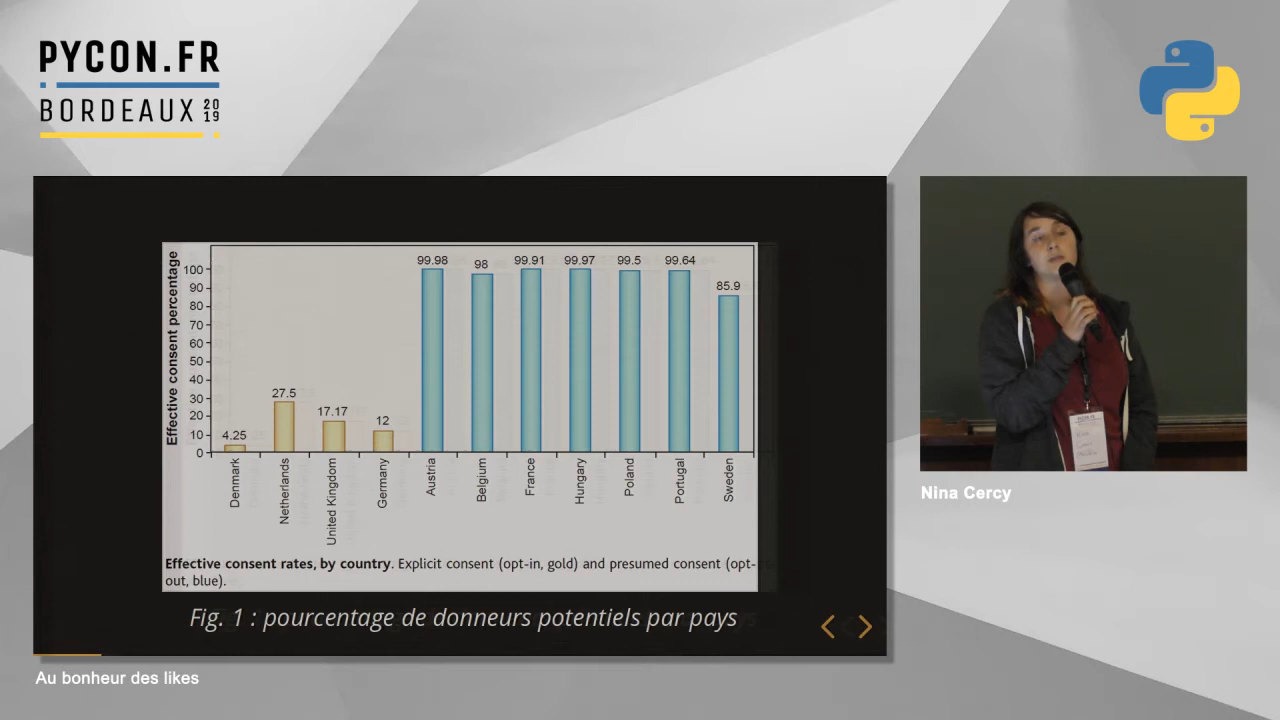 PYCON.FR
BORDEAUX 20 19
Effective consent percentage
100
90
80
70
60
50
40
30
20
10
0
4.25
27.5
17.17
12
99.98
98
99.91
99.97
99.5
99.64
85.9
Denmark
Netherlands
United Kingdom
Germany
Austria
Belgium
France
Hungary
Poland
Portugal
Sweden
Effective consent rates, by country. Explicit consent (opt-in, gold) and presumed consent (opt-
out, blue).
Fig. 1 : pourcentage de donneurs potentiels par pays
Au bonheur des likes
PYCON.FR
Nina Cercy